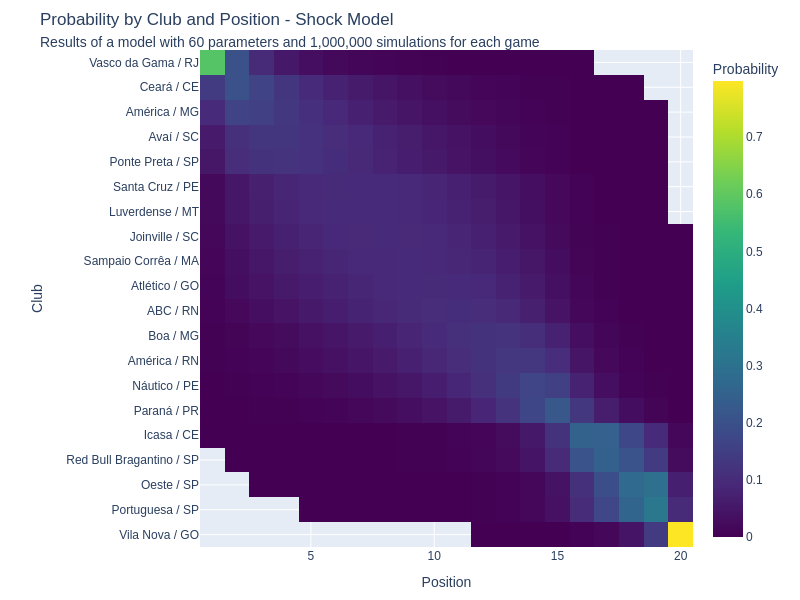 Probability by Club and Position - Shock Model
Results of a model with 60 parameters and 1,000,000 simulations for each game
Vasco da Gama / RJ
Ceará / CE
América / MG
Avaí / SC
Ponte Preta / SP
Santa Cruz / PE
Luverdense / MT
Joinville / SC
Sampaio Corrêa / MA
Atlético / GO
ABC / RN
Boa / MG
América / RN
Náutico / PE
Paraná / PR
Icasa / CE
Red Bull Bragantino / SP
Oeste / SP
Portuguesa / SP
Vila Nova / GO
Club
5 10 15 20
Position
Probability
0.7
0.6
0.5
0.4
0.3
0.2
0.1
0